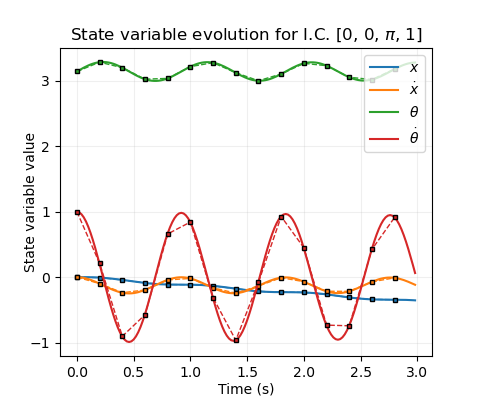 State variable evolution for I.C. [0, 0, π, 1]
State variable value
3
2
1
0
−1
x
ẋ
θ
θ̇
0.0 0.5 1.0 1.5 2.0 2.5 3.0
Time (s)